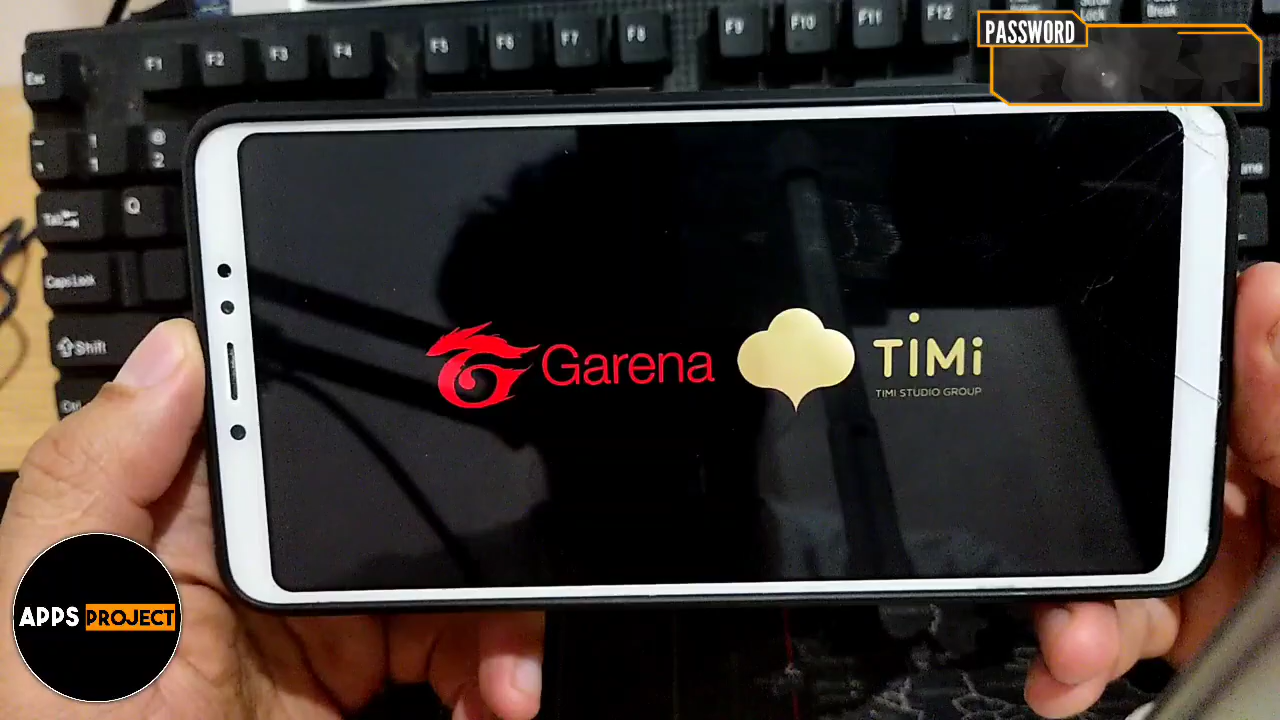 F1 F2 F3 F4 F5 F6 F7 F8 F9 F10 F11 F12
Esc
PASSWORD
! 1 @ 2
Q
Caps Lock
Shift
Garena
TiMi
TIMI STUDIO GROUP
APPS PROJECT